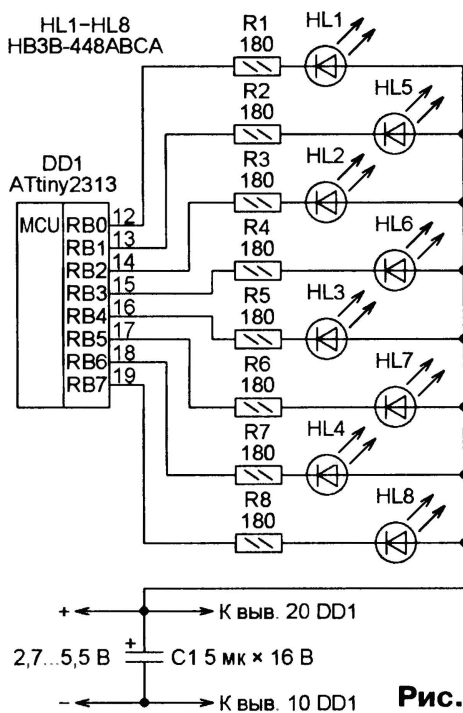 HL1-HL8
HB3B-448ABCA
DD1
ATtiny2313
MCU
RB0 12
RB1 13
RB2 14
RB3 15
RB4 16
RB5 17
RB6 18
RB7 19
R1
180
HL1
R2
180
HL5
R3
180
HL2
R4
180
HL6
R5
180
HL3
R6
180
HL7
R7
180
HL4
R8
180
HL8
+
К выв. 20 DD1
2,7...5,5 В
+
С1 5 мк × 16 В
−
К выв. 10 DD1
Рис.